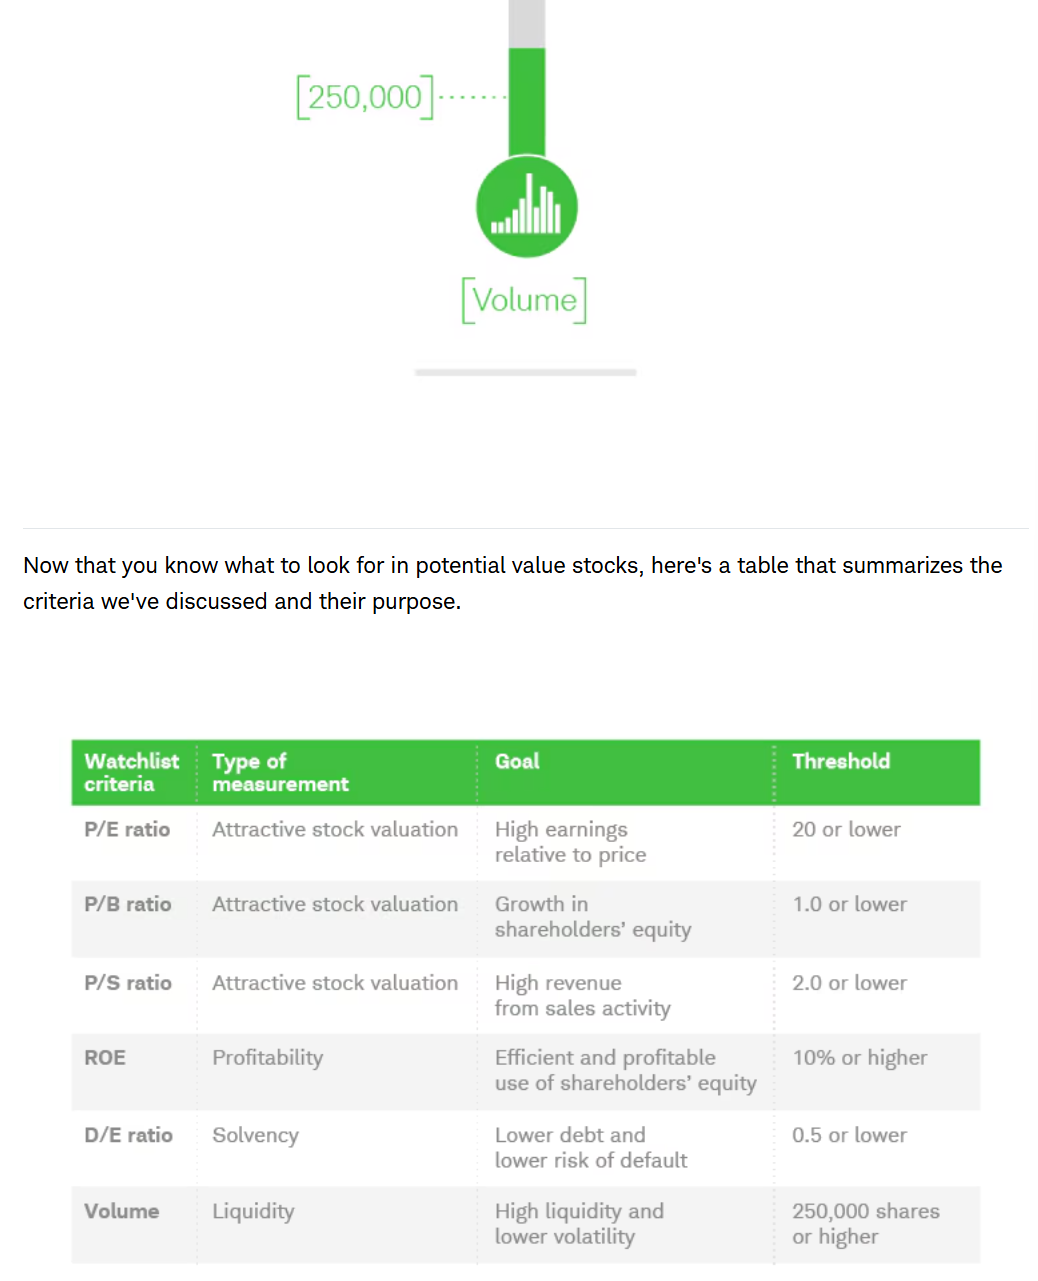 [250,000]
[Volume]
Now that you know what to look for in potential value stocks, here's a table that summarizes the
criteria we've discussed and their purpose.
Watchlist criteria Type of measurement Goal Threshold
P/E ratio Attractive stock valuation High earnings relative to price 20 or lower
P/B ratio Attractive stock valuation Growth in shareholders’ equity 1.0 or lower
P/S ratio Attractive stock valuation High revenue from sales activity 2.0 or lower
ROE Profitability Efficient and profitable use of shareholders’ equity 10% or higher
D/E ratio Solvency Lower debt and lower risk of default 0.5 or lower
Volume Liquidity High liquidity and lower volatility 250,000 shares or higher